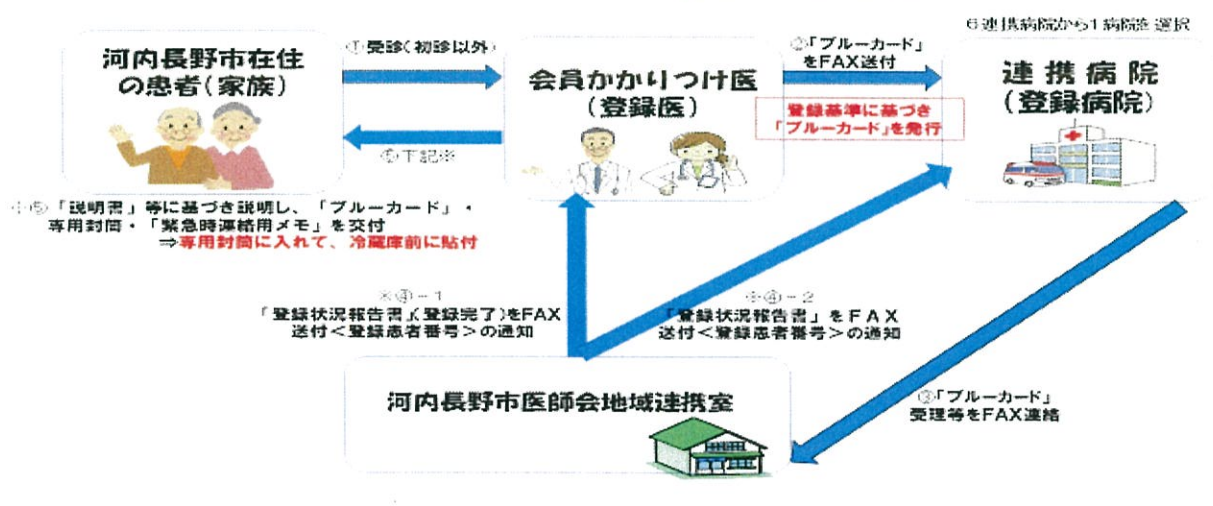 6連携病院から1病院を選択
河内長野市在住
の患者(家族)
①受診(初診以外)
会員かかりつけ医
(登録医)
②「ブルーカード」
をFAX送付
連携病院
(登録病院)
登録基準に基づき
「ブルーカード」を発行
⑤下記※
※⑤「説明書」等に基づき説明し、「ブルーカード」・
専用封筒・「緊急時連絡用メモ」を交付
⇒専用封筒に入れて、冷蔵庫前に貼付
※④-1
「登録状況報告書」(登録完了)をFAX
送付<登録患者番号>の通知
※④-2
「登録状況報告書」をFAX
送付<登録患者番号>の通知
河内長野市医師会地域連携室
③「ブルーカード」
受理等をFAX連絡